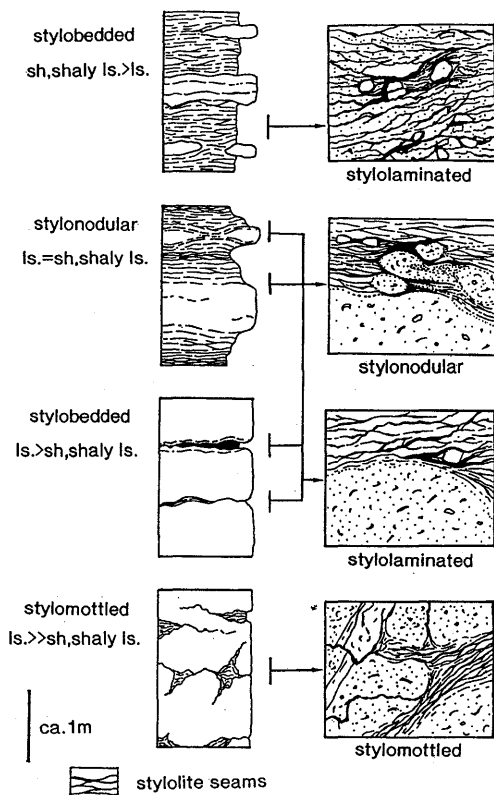 stylobedded
sh,shaly ls.>ls.
stylolaminated
stylonodular
ls.=sh,shaly ls.
stylonodular
stylobedded
ls.>sh,shaly ls.
stylolaminated
stylomottled
ls.>>sh,shaly ls.
stylomottled
ca.1m
stylolite seams